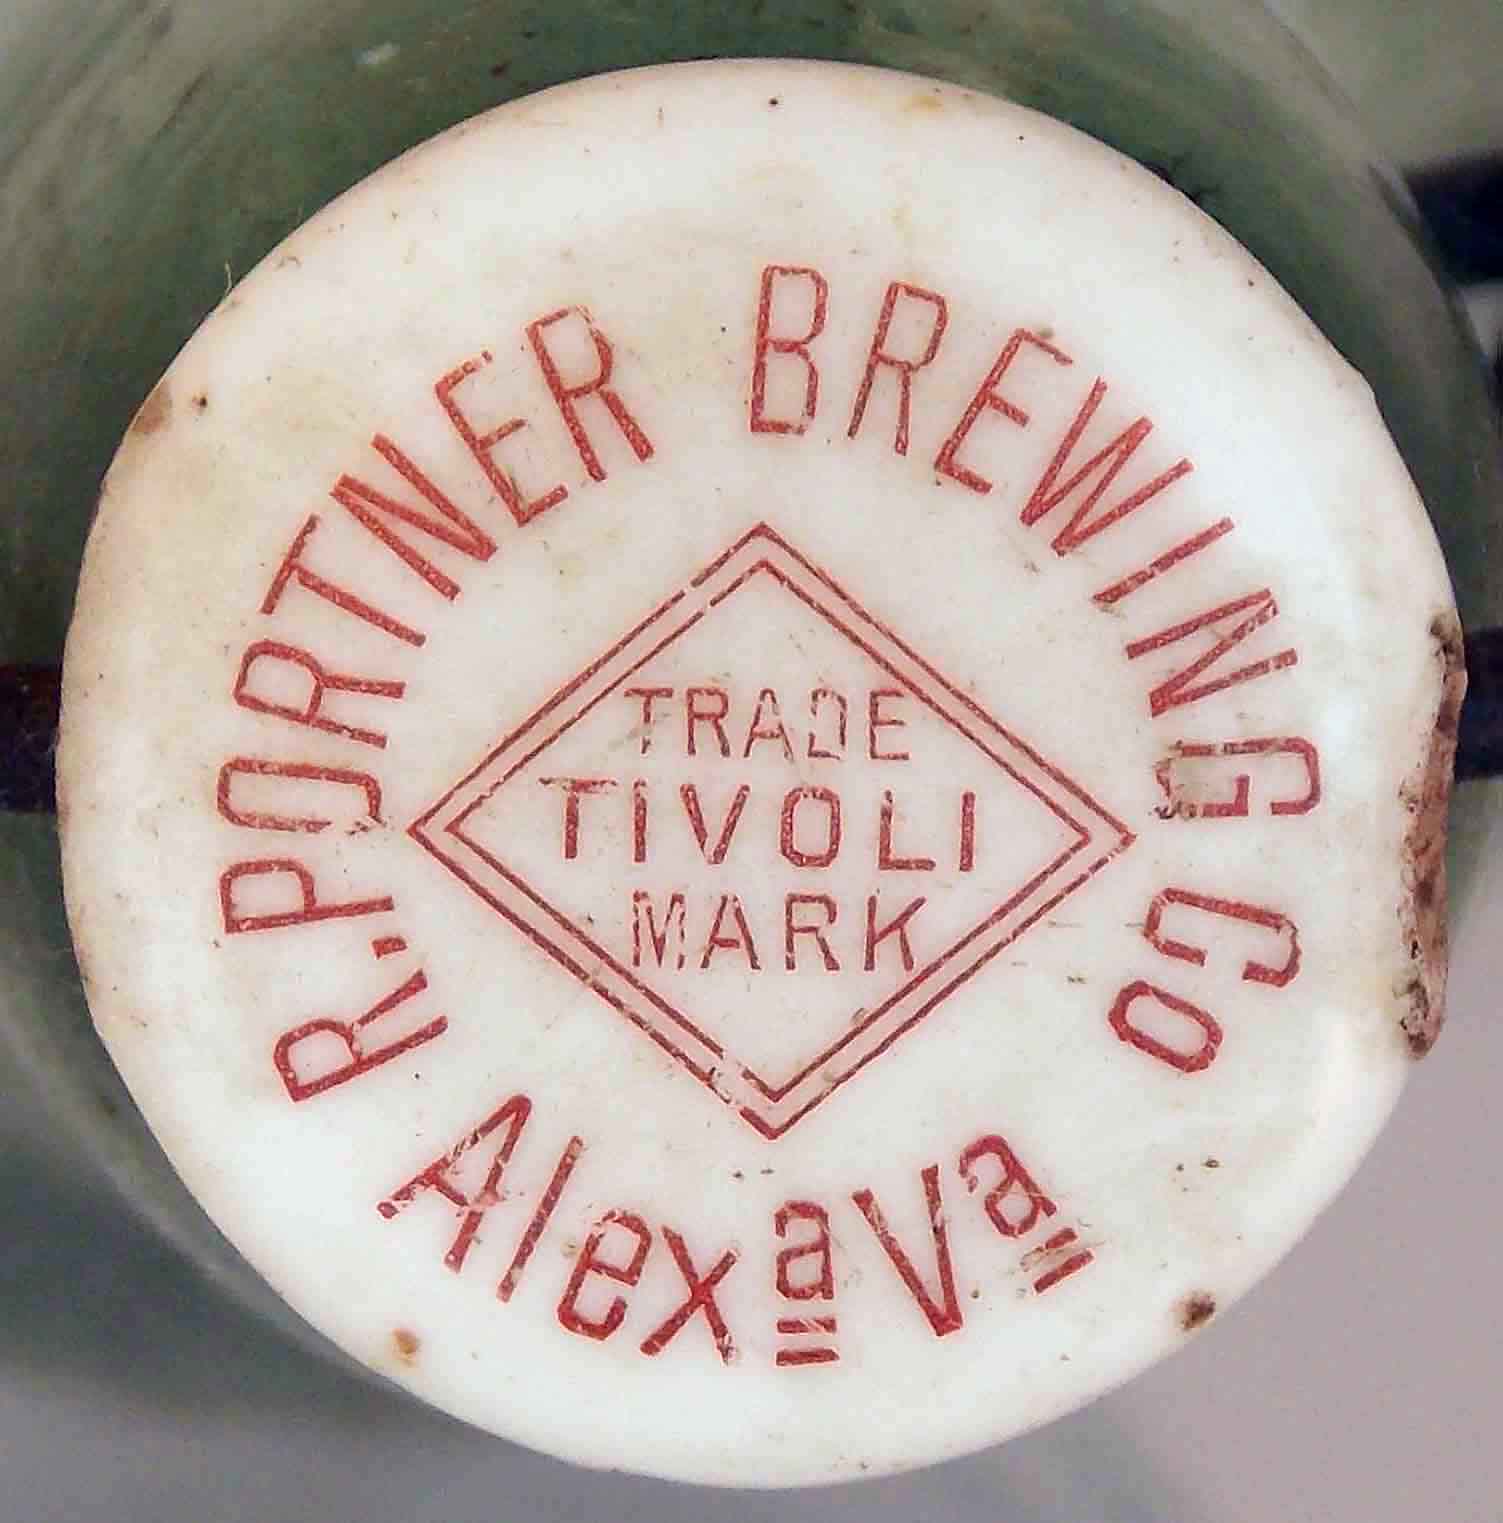 R. PORTNER BREWING Co
TRADE
TIVOLI
MARK
Alexa Va